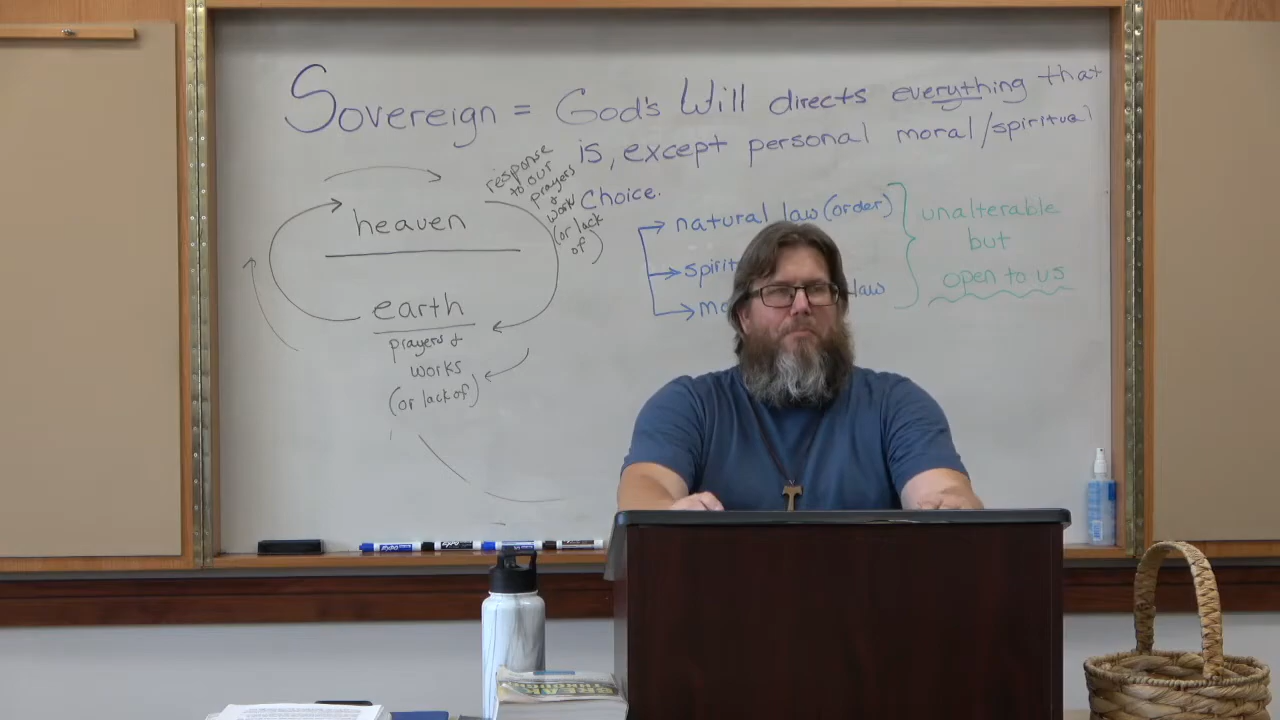 Sovereign = God's Will directs everything that
is, except personal moral/spiritual
choice.
response
to our
prayers
+
work
(or lack
of)
heaven
earth
prayers +
works
(or lack of)
natural law (order)
law
unalterable
but
open to us